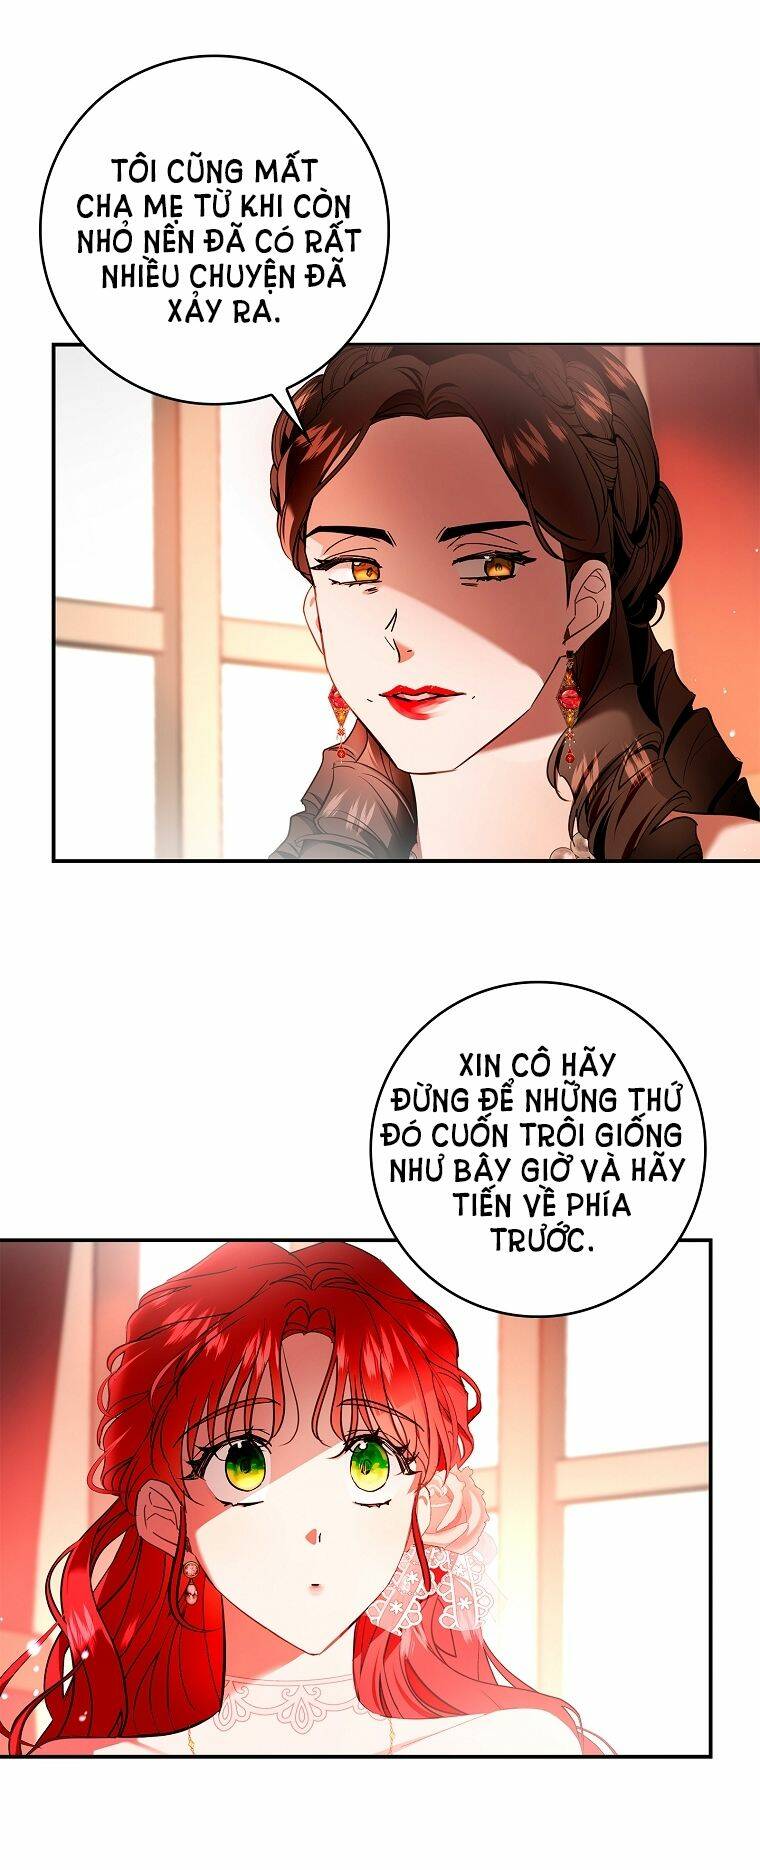 TÔI CŨNG MẤT
CHA MẸ TỪ KHI CÒN
NHỎ NÊN ĐÃ CÓ RẤT
NHIỀU CHUYỆN ĐÃ
XẢY RA.
XIN CÔ HÃY
ĐỪNG ĐỂ NHỮNG THỨ
ĐÓ CUỐN TRÔI GIỐNG
NHƯ BÂY GIỜ VÀ HÃY
TIẾN VỀ PHÍA
TRƯỚC.